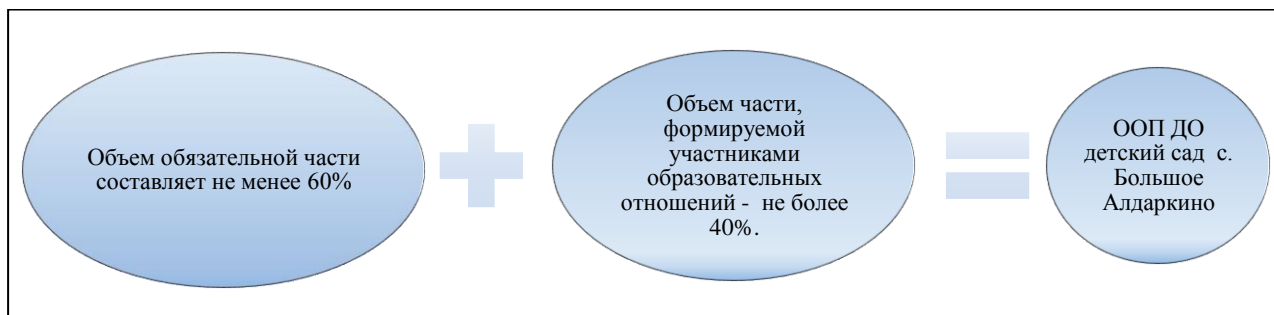 Объем обязательной части
составляет не менее 60%
Объем части,
формируемой
участниками
образовательных
отношений - не более
40%.
ООП ДО
детский сад с.
Большое
Алдаркино